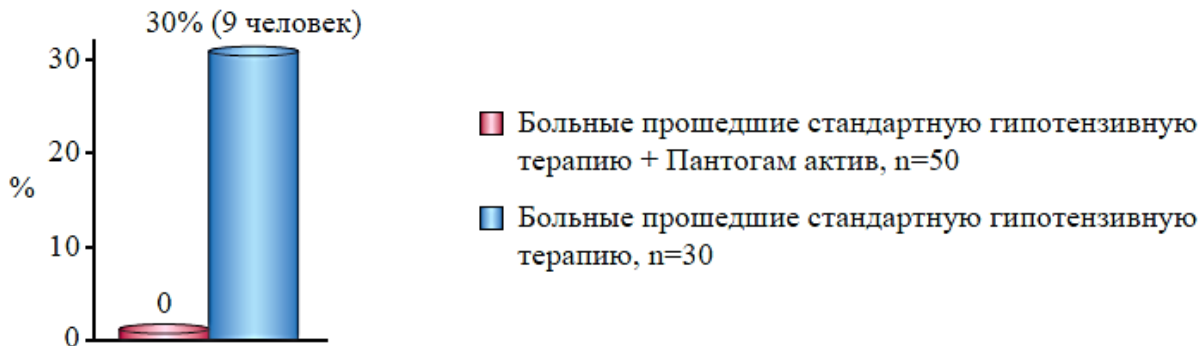 30% (9 человек)
30
20
%
10
0
0
Больные прошедшие стандартную гипотензивную
терапию + Пантогам актив, n=50
Больные прошедшие стандартную гипотензивную
терапию, n=30